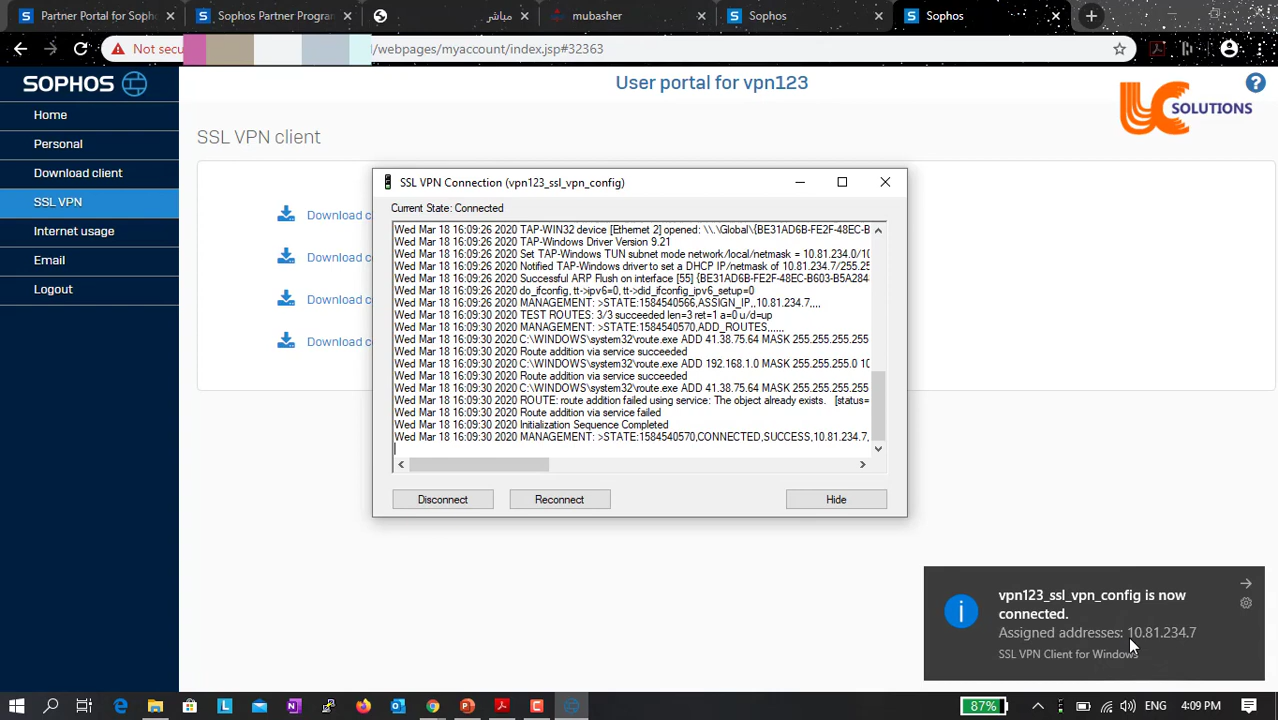 Partner Portal for Sopho
Sophos Partner Progran
مباشر
mubasher
Sophos
Sophos
Not secu
l/webpages/myaccount/index.jsp#32363
SOPHOS
User portal for vpn123
LC SOLUTIONS
Home
Personal
Download client
SSL VPN
Internet usage
Email
Logout
SSL VPN client
Download c
Download c
Download c
Download c
SSL VPN Connection (vpn123_ssl_vpn_config)
Current State: Connected
Wed Mar 18 16:09:26 2020 TAP-WIN32 device [Ethernet 2] opened: \\.\Global\{BE31AD6B-FE2F-48EC-B
Wed Mar 18 16:09:26 2020 TAP-Windows Driver Version 9.21
Wed Mar 18 16:09:26 2020 Set TAP-Windows TUN subnet mode network/local/netmask = 10.81.234.0/10
Wed Mar 18 16:09:26 2020 Notified TAP-Windows driver to set a DHCP IP/netmask of 10.81.234.7/255.25
Wed Mar 18 16:09:26 2020 Successful ARP Flush on interface [55] {BE31AD6B-FE2F-48EC-B603-B5A284
Wed Mar 18 16:09:26 2020 do_ifconfig, tt->ipv6=0, tt->did_ifconfig_ipv6_setup=0
Wed Mar 18 16:09:26 2020 MANAGEMENT: >STATE:1584540566,ASSIGN_IP,,10.81.234.7,,,,
Wed Mar 18 16:09:30 2020 TEST ROUTES: 3/3 succeeded len=3 ret=1 a=0 u/d=up
Wed Mar 18 16:09:30 2020 MANAGEMENT: >STATE:1584540570,ADD_ROUTES,,,,,,
Wed Mar 18 16:09:30 2020 C:\WINDOWS\system32\route.exe ADD 41.38.75.64 MASK 255.255.255.255
Wed Mar 18 16:09:30 2020 Route addition via service succeeded
Wed Mar 18 16:09:30 2020 C:\WINDOWS\system32\route.exe ADD 192.168.1.0 MASK 255.255.255.0 10
Wed Mar 18 16:09:30 2020 Route addition via service succeeded
Wed Mar 18 16:09:30 2020 C:\WINDOWS\system32\route.exe ADD 41.38.75.64 MASK 255.255.255.255
Wed Mar 18 16:09:30 2020 ROUTE: route addition failed using service: The object already exists. [status=
Wed Mar 18 16:09:30 2020 Route addition via service failed
Wed Mar 18 16:09:30 2020 Initialization Sequence Completed
Wed Mar 18 16:09:30 2020 MANAGEMENT: >STATE:1584540570,CONNECTED,SUCCESS,10.81.234.7,
Disconnect
Reconnect
Hide
vpn123_ssl_vpn_config is now
connected.
Assigned addresses: 10.81.234.7
SSL VPN Client for Windows
87%
ENG
4:09 PM